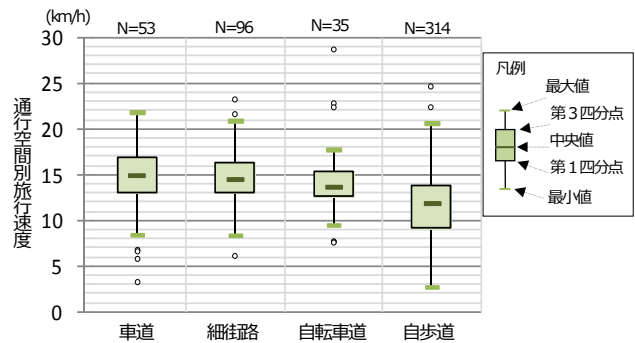 (km/h)
N=53 N=96 N=35 N=314
30
25
20
15
10
5
0
通行空間別旅行速度
車道 細街路 自転車道 自歩道
凡例
最大値
第3四分点
中央値
第1四分点
最小値